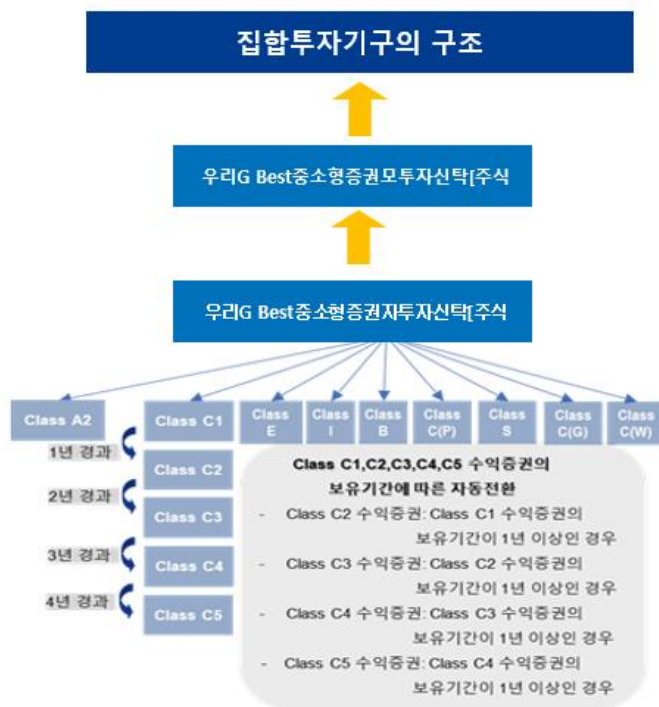 집합투자기구의 구조
우리G Best중소형증권모투자신탁[주식
우리G Best중소형증권자투자신탁[주식
Class A2
Class C1
Class E
Class I
Class B
Class C(P)
Class S
Class C(G)
Class C(W)
1년 경과
Class C2
2년 경과
Class C3
3년 경과
Class C4
4년 경과
Class C5
Class C1,C2,C3,C4,C5 수익증권의
보유기간에 따른 자동전환
- Class C2 수익증권: Class C1 수익증권의
보유기간이 1년 이상인 경우
- Class C3 수익증권: Class C2 수익증권의
보유기간이 1년 이상인 경우
- Class C4 수익증권: Class C3 수익증권의
보유기간이 1년 이상인 경우
- Class C5 수익증권: Class C4 수익증권의
보유기간이 1년 이상인 경우